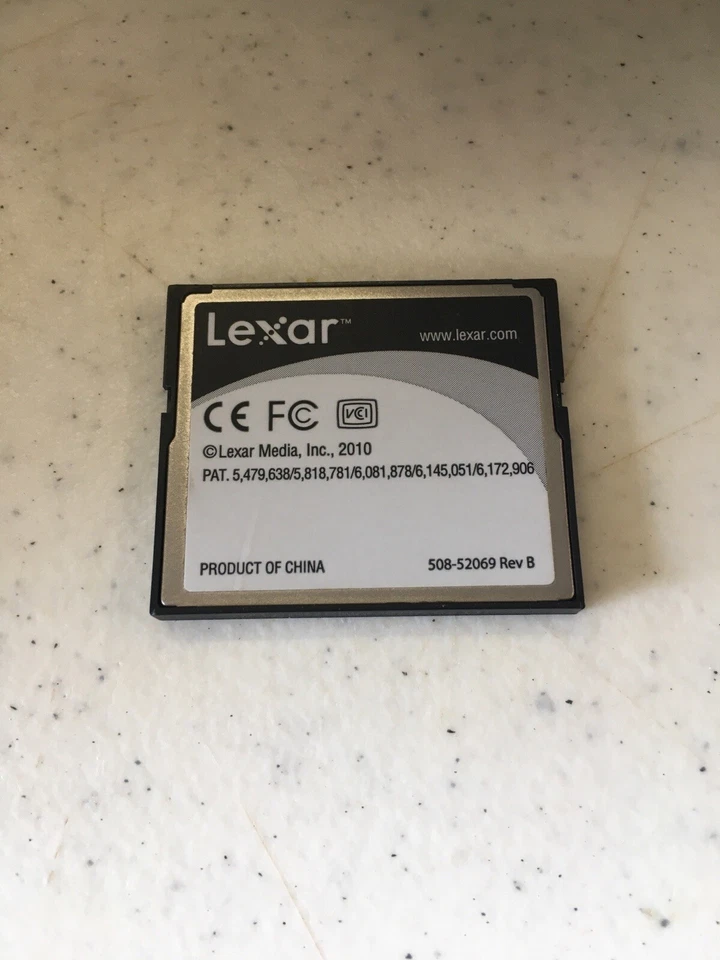 Lexar™ www.lexar.com
CE FC VCI
©Lexar Media, Inc., 2010
PAT. 5,479,638/5,818,781/6,081,878/6,145,051/6,172,906
PRODUCT OF CHINA 508-52069 Rev B